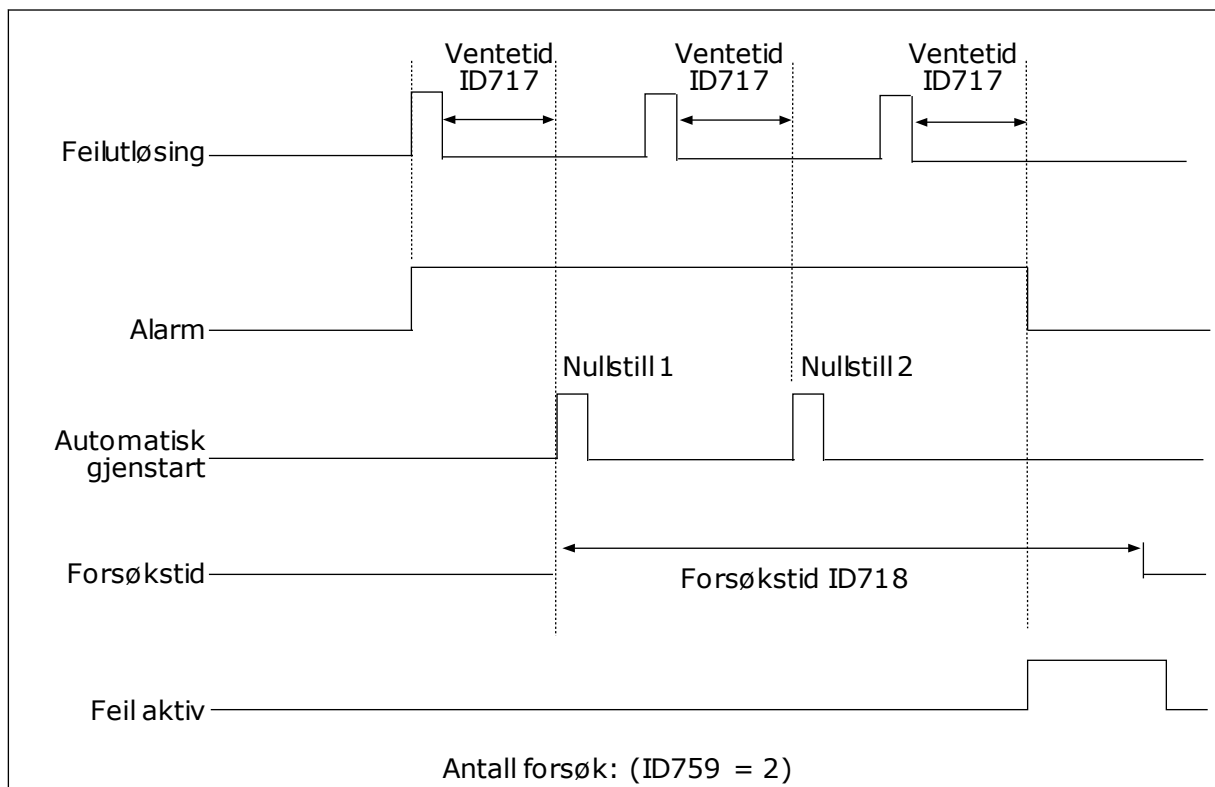 Ventetid
ID717
Ventetid
ID717
Ventetid
ID717
Feilutløsing
Alarm
Nullstill 1
Nullstill 2
Automatisk
gjenstart
Forsøkstid
Forsøkstid ID718
Feil aktiv
Antall forsøk: (ID759 = 2)